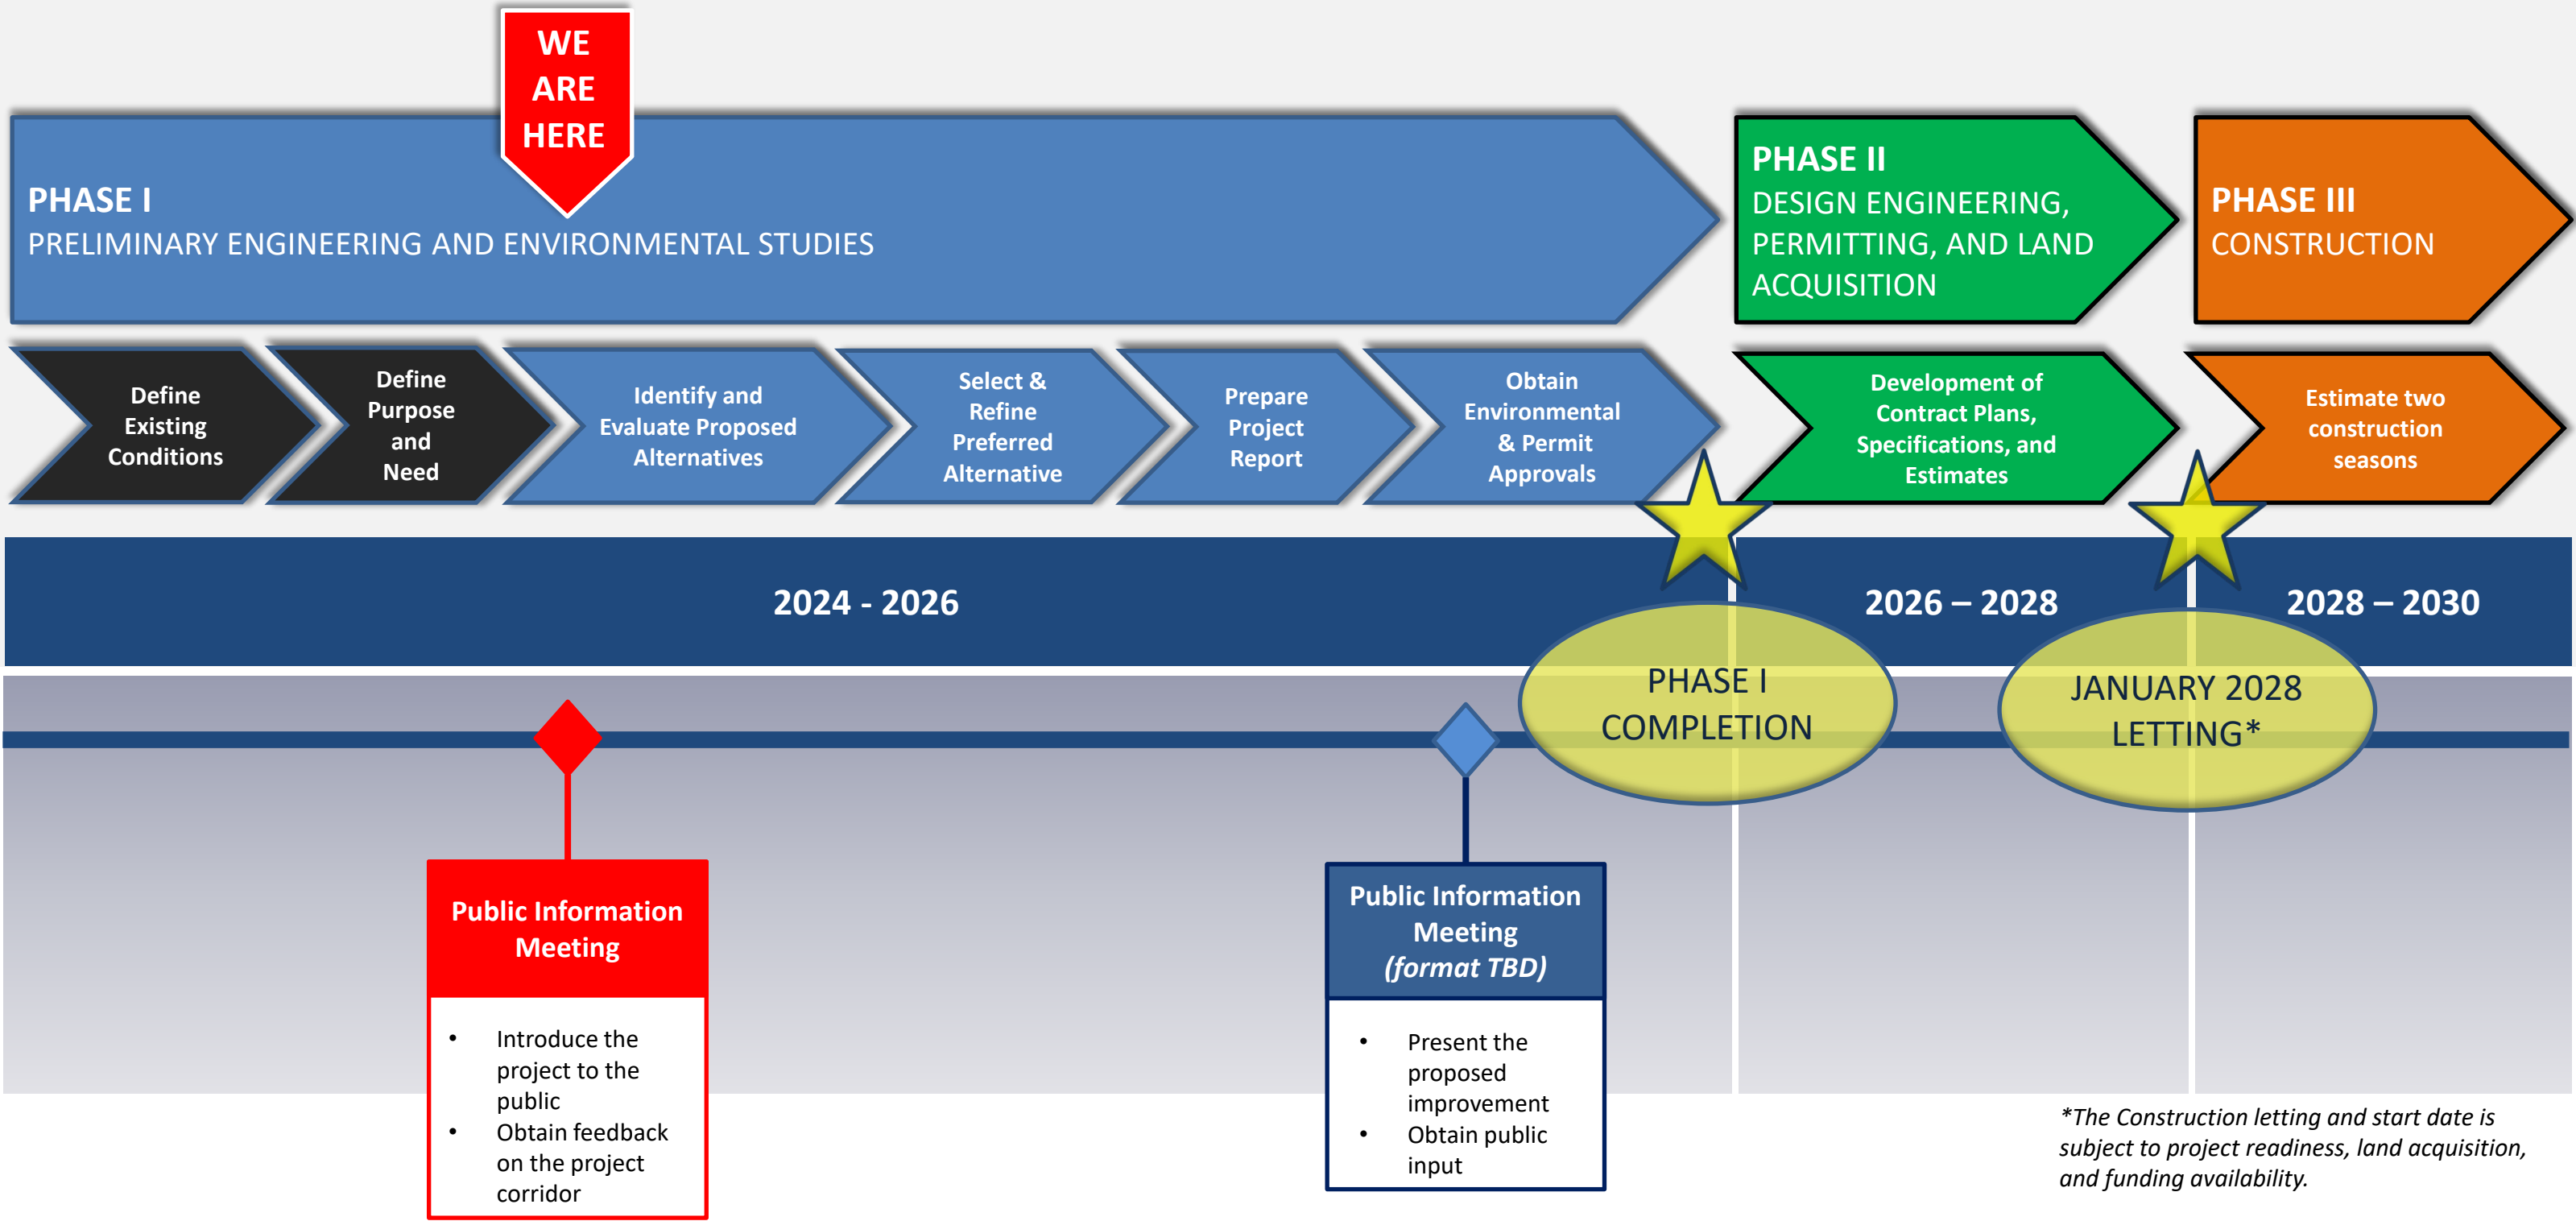 WE
ARE
HERE
PHASE I
PRELIMINARY ENGINEERING AND ENVIRONMENTAL STUDIES
PHASE II
DESIGN ENGINEERING,
PERMITTING, AND LAND
ACQUISITION
PHASE III
CONSTRUCTION
Define
Existing
Conditions
Define
Purpose
and
Need
Identify and
Evaluate Proposed
Alternatives
Select &
Refine
Preferred
Alternative
Prepare
Project
Report
Obtain
Environmental
& Permit
Approvals
Development of
Contract Plans,
Specifications, and
Estimates
Estimate two
construction
seasons
2024 - 2026
2026 – 2028
2028 – 2030
PHASE I
COMPLETION
JANUARY 2028
LETTING*
Public Information
Meeting
• Introduce the
project to the
public
• Obtain feedback
on the project
corridor
Public Information
Meeting
(format TBD)
• Present the
proposed
improvement
• Obtain public
input
*The Construction letting and start date is
subject to project readiness, land acquisition,
and funding availability.